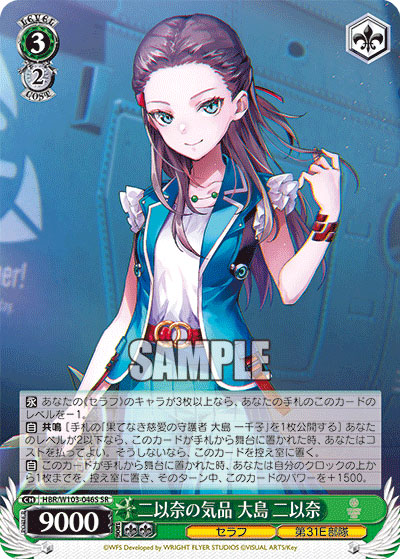 LEVEL
3
2
COST
SAMPLE
永 あなたの《セラフ》のキャラが3枚以上なら、あなたの手札のこのカードの
レベルを－1。
自 共鳴 ［手札の「果てなき慈愛の守護者 大島 一千子」を1枚公開する］ あなた
のレベルが2以下なら、このカードが手札から舞台に置かれた時、あなたはコス
トを払ってよい。そうしたら、このカードを控え室に置く。
自 このカードが手札から舞台に置かれた時、あなたは自分のクロックの上から
1枚を、控え室に置き、そのターン中、このカードのパワーを＋1500。
CH HBR/W103-046S SR
二以奈の気品 大島 二以奈
9000
セラフ
第31E部隊
©WFS Developed by WRIGHT FLYER STUDIOS ©VISUAL ARTS/Key